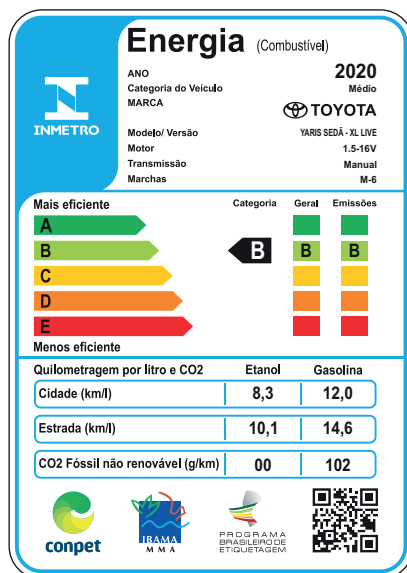 Energia (Combustível)
ANO 2020
Categoria do Veículo Médio
MARCA TOYOTA
INMETRO
Modelo/ Versão YARIS SEDÃ - XL LIVE
Motor 1.5-16V
Transmissão Manual
Marchas M-6
Mais eficiente Categoria Geral Emissões
A
B B B B
C
D
E
Menos eficiente
Quilometragem por litro e CO2 Etanol Gasolina
Cidade (km/l) 8,3 12,0
Estrada (km/l) 10,1 14,6
CO2 Fóssil não renovável (g/km) 00 102
conpet
IBAMA
MMA
PROGRAMA
BRASILEIRO DE
ETIQUETAGEM